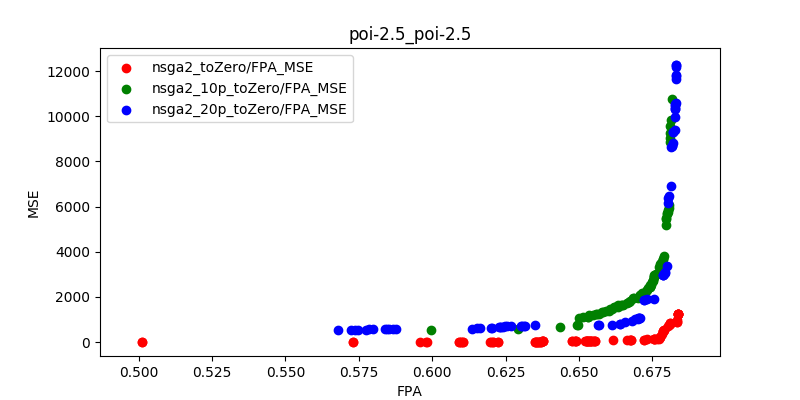 poi-2.5_poi-2.5
nsga2_toZero/FPA_MSE
nsga2_10p_toZero/FPA_MSE
nsga2_20p_toZero/FPA_MSE
MSE
12000
10000
8000
6000
4000
2000
0
0.500 0.525 0.550 0.575 0.600 0.625 0.650 0.675
FPA